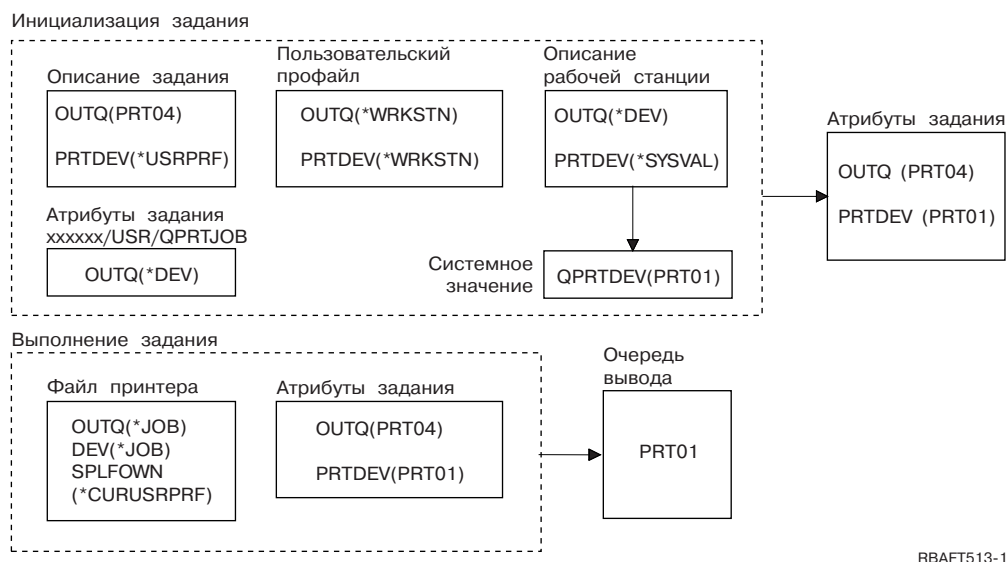 Инициализация задания
Описание задания
OUTQ(PRT04)
PRTDEV(*USRPRF)
Пользовательский
профайл
OUTQ(*WRKSTN)
PRTDEV(*WRKSTN)
Описание
рабочей станции
OUTQ(*DEV)
PRTDEV(*SYSVAL)
Атрибуты задания
OUTQ (PRT04)
PRTDEV (PRT01)
Атрибуты задания
xxxxxx/USR/QPRTJOB
OUTQ(*DEV)
Системное
значение
QPRTDEV(PRT01)
Выполнение задания
Файл принтера
OUTQ(*JOB)
DEV(*JOB)
SPLFOWN
(*CURUSRPRF)
Атрибуты задания
OUTQ(PRT04)
PRTDEV(PRT01)
Очередь
вывода
PRT01
RBAFT513-1